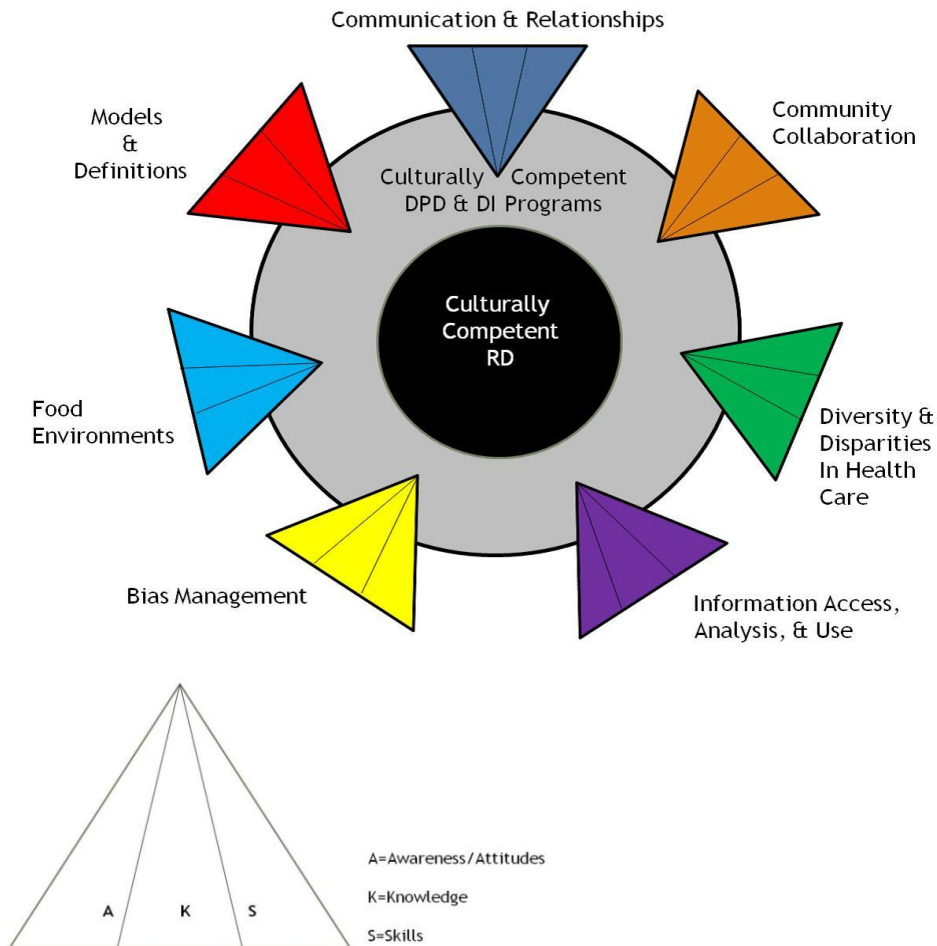 Communication & Relationships
Models
&
Definitions
Community
Collaboration
Culturally Competent
DPD & DI Programs
Culturally
Competent
RD
Food
Environments
Diversity &
Disparities
In Health
Care
Bias Management
Information Access,
Analysis, & Use
A K S
A=Awareness/Attitudes
K=Knowledge
S=Skills